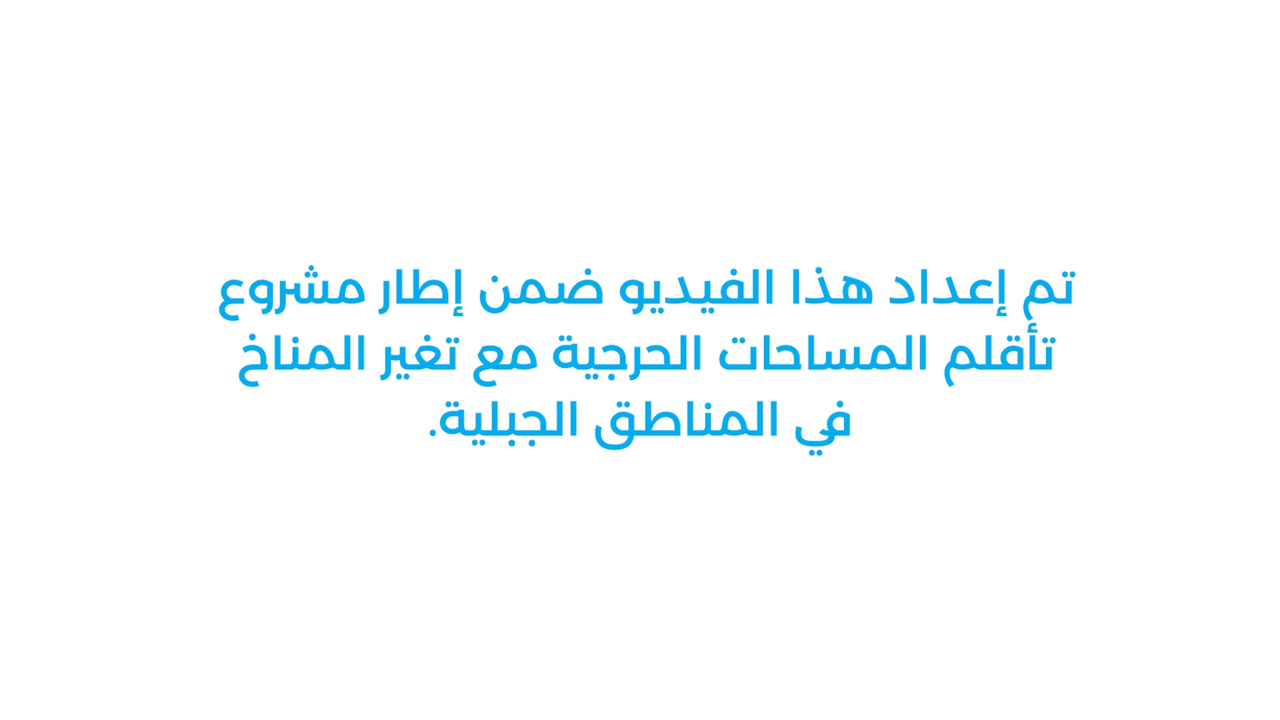 تم إعداد هذا الفيديو ضمن إطار مشروع
تأقلم المساحات الحرجية مع تغير المناخ
في المناطق الجبلية.